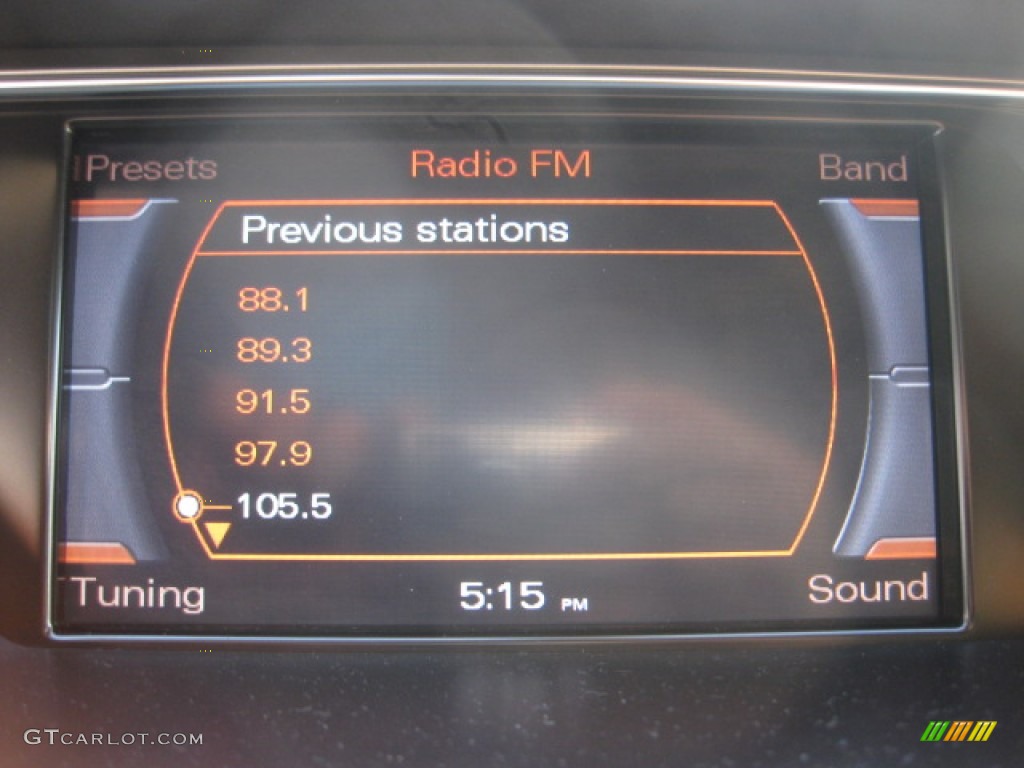 Presets
Radio FM
Band
Previous stations
88.1
89.3
91.5
97.9
105.5
Tuning
5:15 PM
Sound
GTCARLOT.COM